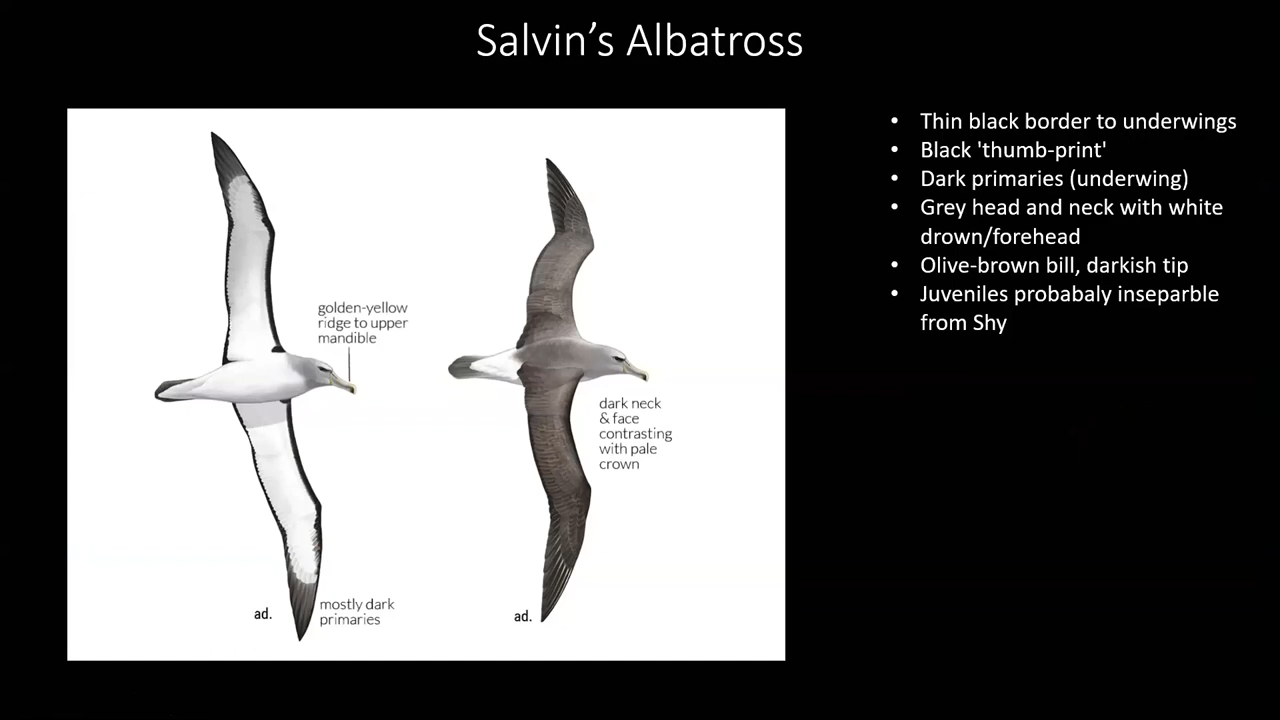 Salvin’s Albatross
golden-yellow
ridge to upper
mandible
dark neck
& face
contrasting
with pale
crown
mostly dark
primaries
ad.
ad.
• Thin black border to underwings
• Black 'thumb-print'
• Dark primaries (underwing)
• Grey head and neck with white
drown/forehead
• Olive-brown bill, darkish tip
• Juveniles probabaly inseparble
from Shy